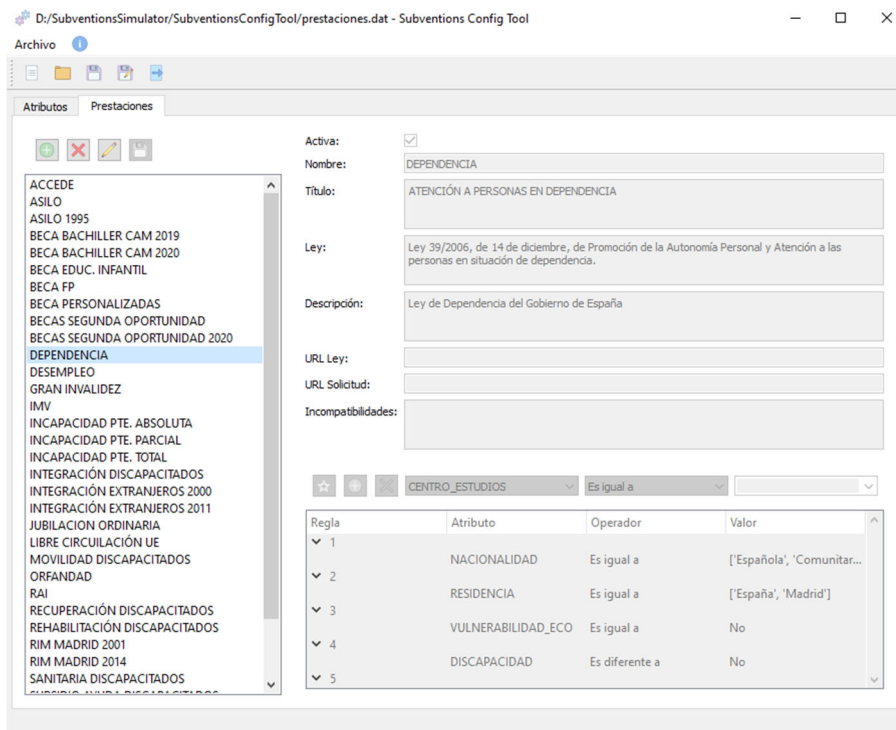 D:/SubventionsSimulator/SubventionsConfigTool/prestaciones.dat - Subventions Config Tool
Archivo
Atributos Prestaciones
ACCEDE
ASILO
ASILO 1995
BECA BACHILLER CAM 2019
BECA BACHILLER CAM 2020
BECA EDUC. INFANTIL
BECA FP
BECA PERSONALIZADAS
BECAS SEGUNDA OPORTUNIDAD
BECAS SEGUNDA OPORTUNIDAD 2020
DEPENDENCIA
DESEMPLEO
GRAN INVALIDEZ
IMV
INCAPACIDAD PTE. ABSOLUTA
INCAPACIDAD PTE. PARCIAL
INCAPACIDAD PTE. TOTAL
INTEGRACIÓN DISCAPACITADOS
INTEGRACIÓN EXTRANJEROS 2000
INTEGRACIÓN EXTRANJEROS 2011
JUBILACION ORDINARIA
LIBRE CIRCUILACIÓN UE
MOVILIDAD DISCAPACITADOS
ORFANDAD
RAI
RECUPERACIÓN DISCAPACITADOS
REHABILITACIÓN DISCAPACITADOS
RIM MADRID 2001
RIM MADRID 2014
SANITARIA DISCAPACITADOS
Activa:
Nombre: DEPENDENCIA
Título: ATENCIÓN A PERSONAS EN DEPENDENCIA
Ley: Ley 39/2006, de 14 de diciembre, de Promoción de la Autonomía Personal y Atención a las
personas en situación de dependencia.
Descripción: Ley de Dependencia del Gobierno de España
URL Ley:
URL Solicitud:
Incompatibilidades:
CENTRO_ESTUDIOS Es igual a
Regla Atributo Operador Valor
1
NACIONALIDAD Es igual a ['Española', 'Comunitar...
2
RESIDENCIA Es igual a ['España', 'Madrid']
3
VULNERABILIDAD_ECO Es igual a No
4
DISCAPACIDAD Es diferente a No
5